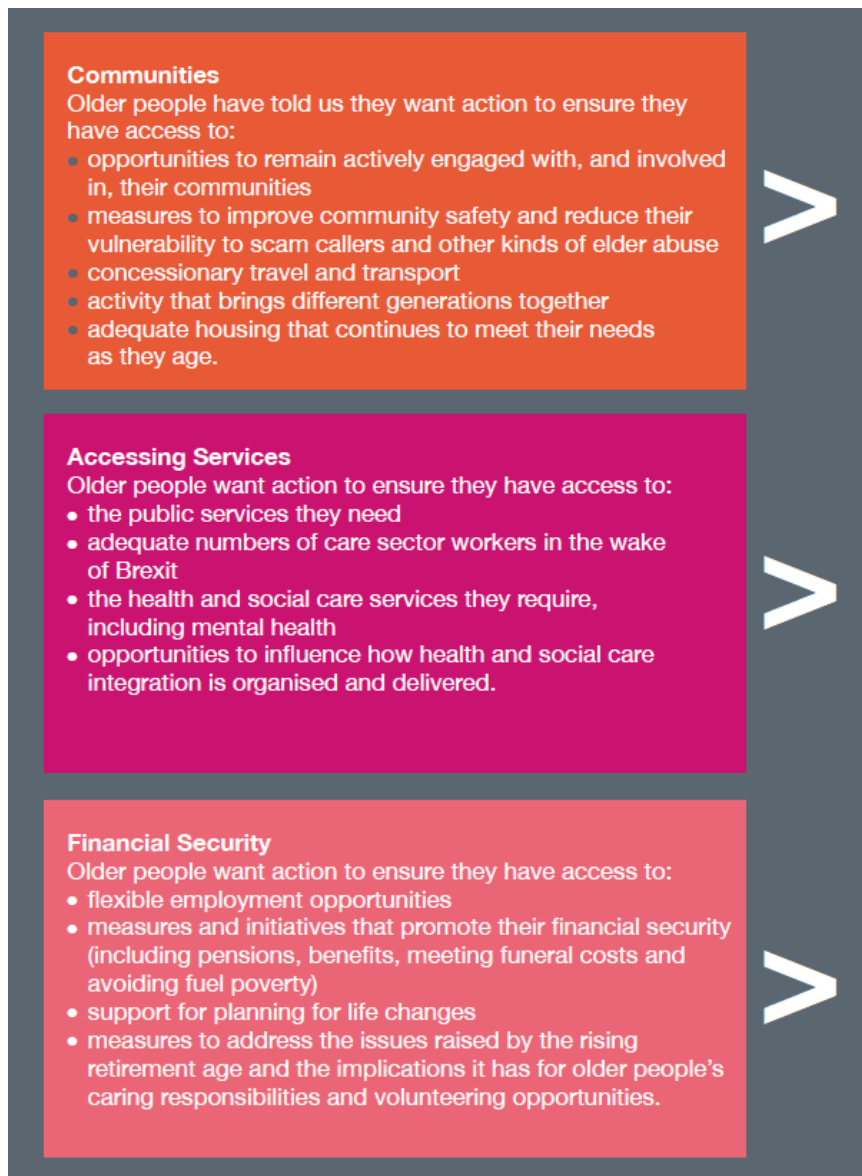 Communities
Older people have told us they want action to ensure they
have access to:
• opportunities to remain actively engaged with, and involved
in, their communities
• measures to improve community safety and reduce their
vulnerability to scam callers and other kinds of elder abuse
• concessionary travel and transport
• activity that brings different generations together
• adequate housing that continues to meet their needs
as they age.
>
Accessing Services
Older people want action to ensure they have access to:
• the public services they need
• adequate numbers of care sector workers in the wake
of Brexit
• the health and social care services they require,
including mental health
• opportunities to influence how health and social care
integration is organised and delivered.
>
Financial Security
Older people want action to ensure they have access to:
• flexible employment opportunities
• measures and initiatives that promote their financial security
(including pensions, benefits, meeting funeral costs and
avoiding fuel poverty)
• support for planning for life changes
• measures to address the issues raised by the rising
retirement age and the implications it has for older people’s
caring responsibilities and volunteering opportunities.
>